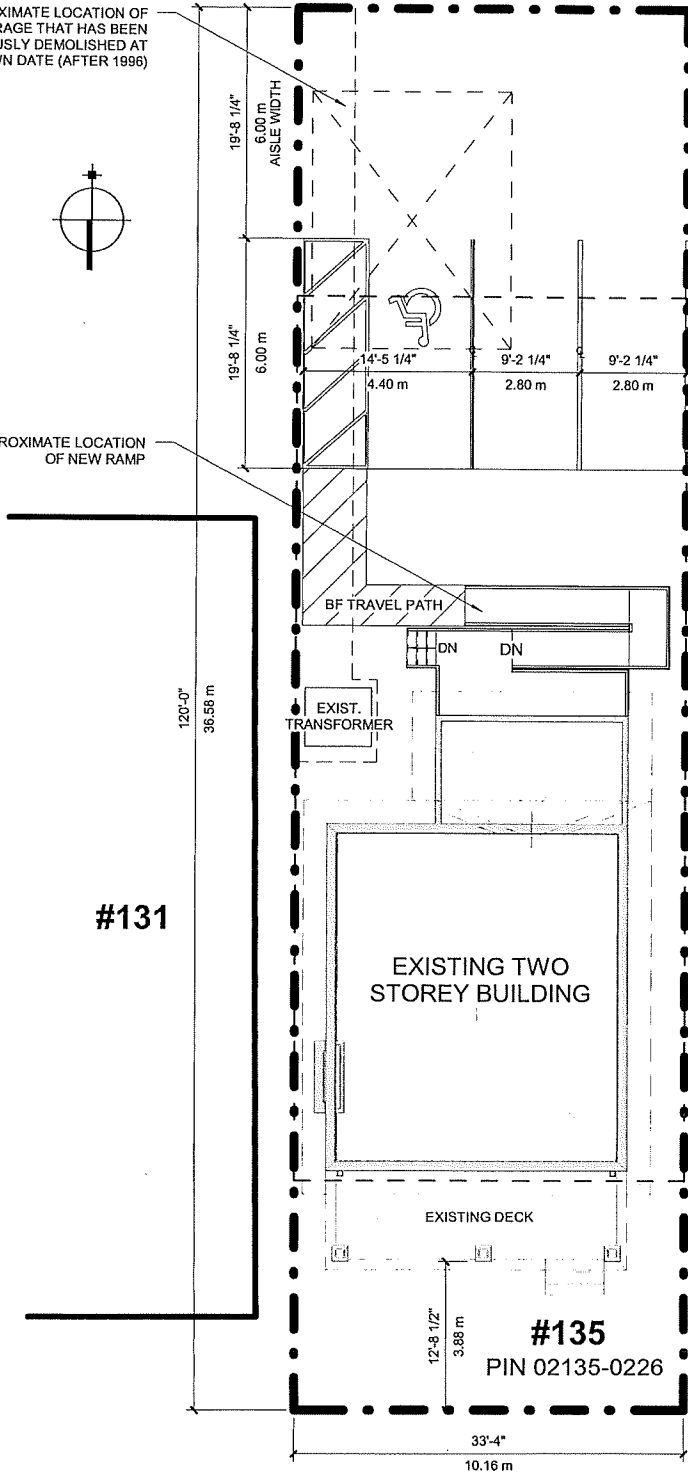 XIMATE LOCATION OF
RAGE THAT HAS BEEN
USLY DEMOLISHED AT
WN DATE (AFTER 1996)
19'-8 1/4"
6.00 m
AISLE WIDTH
19'-8 1/4"
6.00 m
14'-5 1/4"
4.40 m
9'-2 1/4"
2.80 m
9'-2 1/4"
2.80 m
ROXIMATE LOCATION
OF NEW RAMP
BF TRAVEL PATH
DN
DN
EXIST.
TRANSFORMER
120'-0"
36.58 m
#131
EXISTING TWO
STOREY BUILDING
EXISTING DECK
12'-8 1/2"
3.88 m
#135
PIN 02135-0226
33'-4"
10.16 m